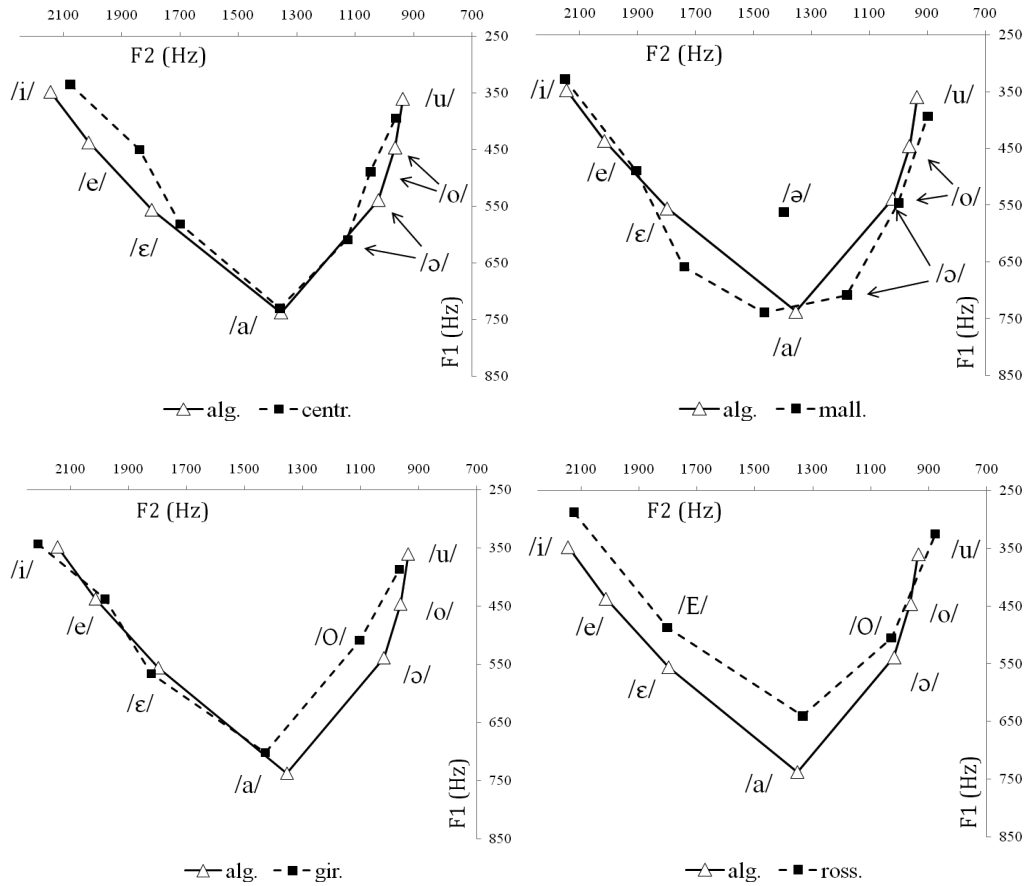 2100 1900 1700 1500 1300 1100 900 700
F2 (Hz)
250
/i/
/u/
350
/e/
450
/o/
/ɛ/
550
/ɔ/
650
/a/
750
F1 (Hz)
850
alg. centr.
2100 1900 1700 1500 1300 1100 900 700
F2 (Hz)
250
/i/
/u/
350
/e/
450
/ə/
/o/
/ɛ/
550
/ɔ/
650
/a/
750
F1 (Hz)
850
alg. mall.
2100 1900 1700 1500 1300 1100 900 700
F2 (Hz)
250
/i/
/u/
350
/e/
450
/O/
/o/
550
/ɛ/
/ɔ/
650
/a/
750
F1 (Hz)
850
alg. gir.
2100 1900 1700 1500 1300 1100 900 700
F2 (Hz)
250
/i/
/u/
350
/E/
/e/
450
/O/
/o/
550
/ɛ/
/ɔ/
650
/a/
750
F1 (Hz)
850
alg. ross.